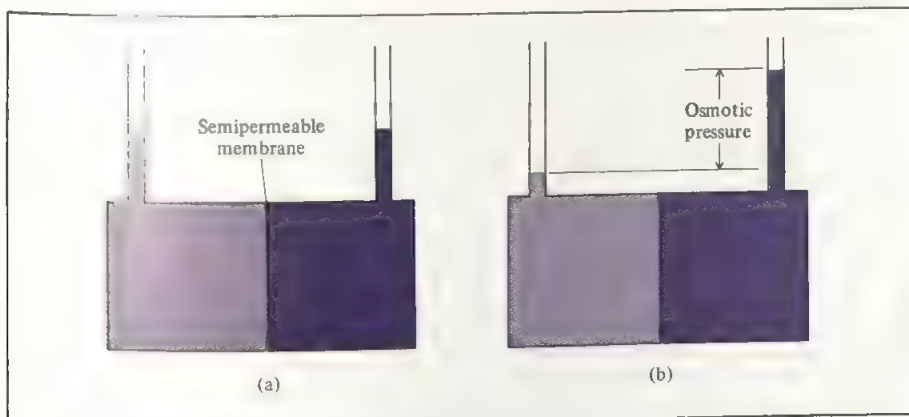 Semipermeable
membrane
Osmotic
pressure
(a)
(b)